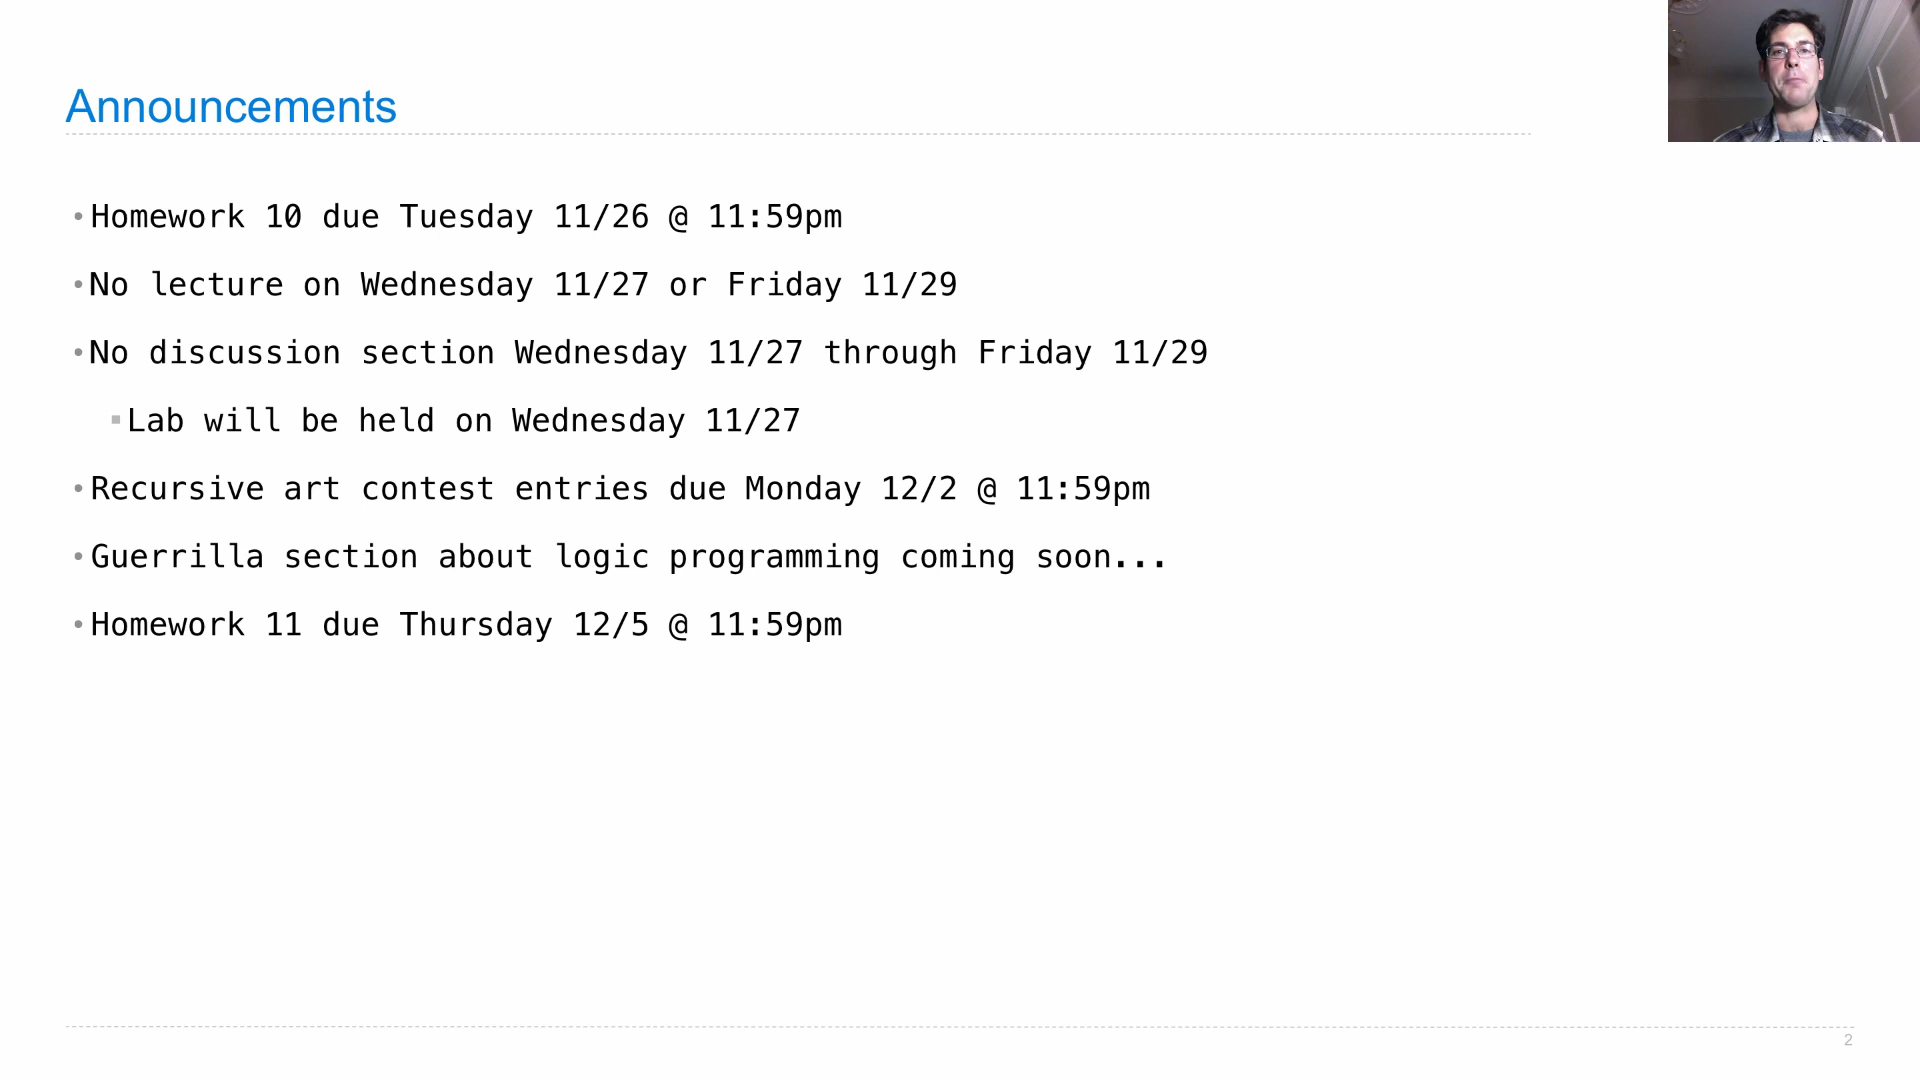 Announcements
•Homework 10 due Tuesday 11/26 @ 11:59pm
•No lecture on Wednesday 11/27 or Friday 11/29
•No discussion section Wednesday 11/27 through Friday 11/29
▪Lab will be held on Wednesday 11/27
•Recursive art contest entries due Monday 12/2 @ 11:59pm
•Guerrilla section about logic programming coming soon...
•Homework 11 due Thursday 12/5 @ 11:59pm
2